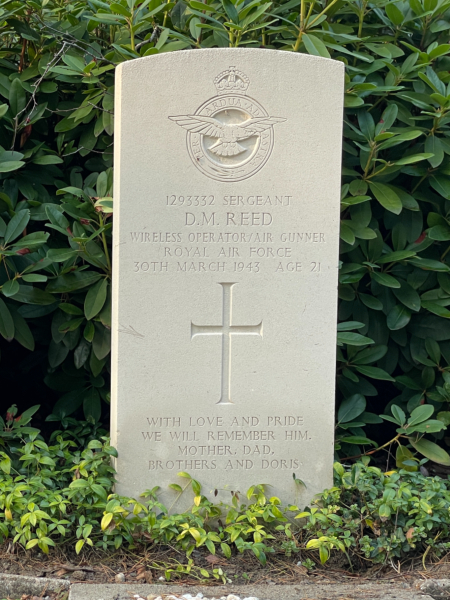 1293332 SERGEANT
D.M. REED
WIRELESS OPERATOR/AIR GUNNER
ROYAL AIR FORCE
30TH MARCH 1943 AGE 21
WITH LOVE AND PRIDE
WE WILL REMEMBER HIM.
MOTHER, DAD,
BROTHERS AND DORIS